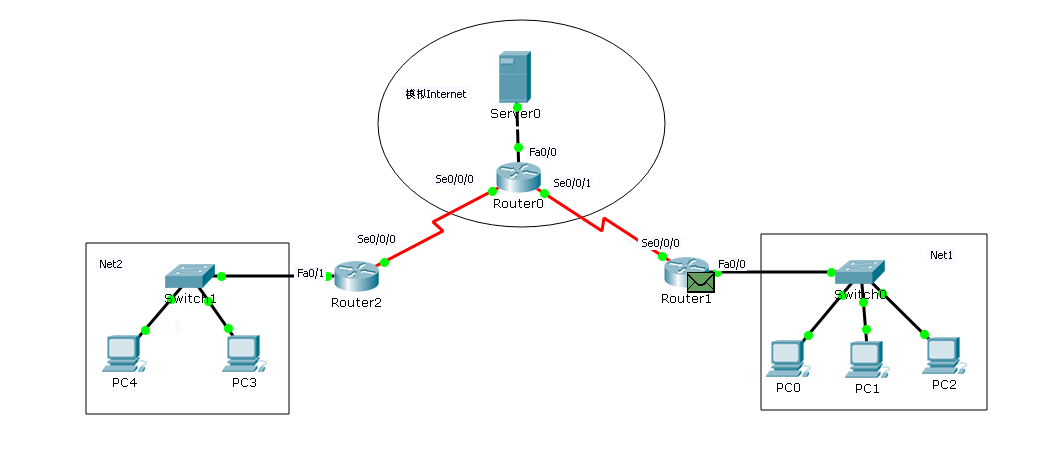 模拟Internet
Server0
Fa0/0
Se0/0/0
Se0/0/1
Router0
Se0/0/0
Se0/0/0
Net2
Fa0/1
Switch1
Router2
Fa0/0
Net1
Router1
Switch0
PC4
PC3
PC0
PC1
PC2